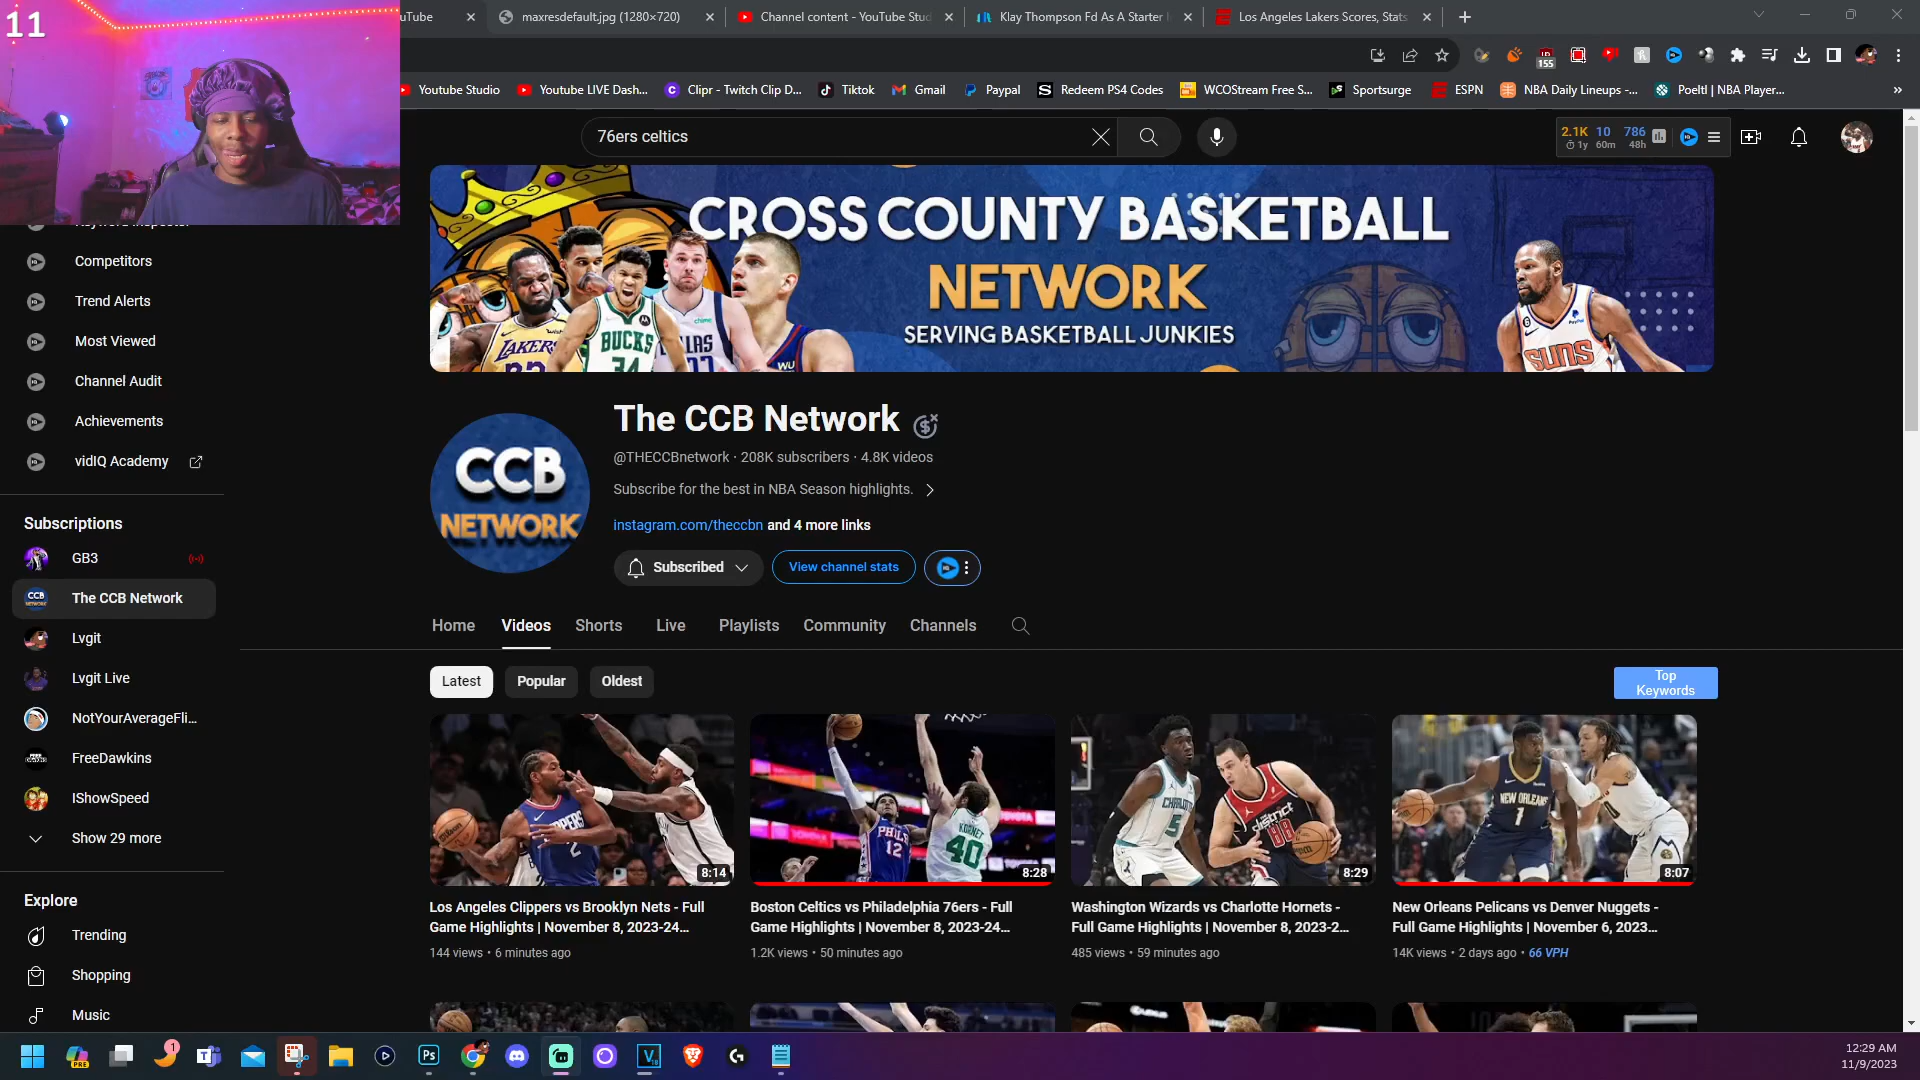 11
uTube
maxresdefault.jpg (1280×720)
Channel content - YouTube Stud
Klay Thompson Fd As A Starter I
Los Angeles Lakers Scores, Stats
155
Youtube Studio
Youtube LIVE Dash...
Clipr - Twitch Clip D...
Tiktok
Gmail
Paypal
Redeem PS4 Codes
WCOStream Free S...
Sportsurge
ESPN
NBA Daily Lineups -...
Poeltl | NBA Player...
»
76ers celtics
2.1K 10 786
1y 60m 48h
CROSS COUNTY BASKETBALL
NETWORK
SERVING BASKETBALL JUNKIES
LAKERS
BUCKS
34
SUNS
Keyword Inspector
Competitors
Trend Alerts
Most Viewed
Channel Audit
Achievements
vidIQ Academy
Subscriptions
GB3
The CCB Network
Lvgit
Lvgit Live
NotYourAverageFli...
FreeDawkins
IShowSpeed
Show 29 more
Explore
Trending
Shopping
Music
CCB
NETWORK
The CCB Network
@THECCBnetwork · 208K subscribers · 4.8K videos
Subscribe for the best in NBA Season highlights.
instagram.com/theccbn and 4 more links
Subscribed
View channel stats
Home
Videos
Shorts
Live
Playlists
Community
Channels
Latest
Popular
Oldest
Top
Keywords
8:14
8:28
8:29
8:07
Los Angeles Clippers vs Brooklyn Nets - Full
Game Highlights | November 8, 2023-24...
144 views • 6 minutes ago
Boston Celtics vs Philadelphia 76ers - Full
Game Highlights | November 8, 2023-24...
1.2K views • 50 minutes ago
Washington Wizards vs Charlotte Hornets -
Full Game Highlights | November 8, 2023-2...
485 views • 59 minutes ago
New Orleans Pelicans vs Denver Nuggets -
Full Game Highlights | November 6, 2023...
14K views • 2 days ago • 66 VPH
PRE
1
Ps
12:29 AM
11/9/2023